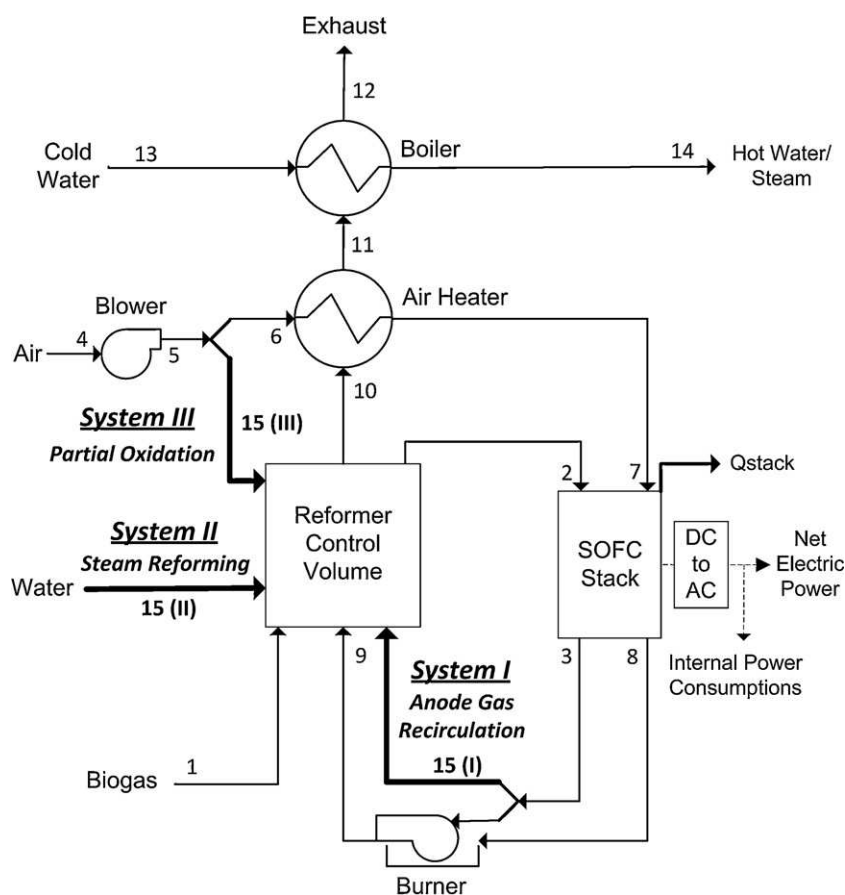 Exhaust
12
Cold
Water
13
Boiler
14
Hot Water/
Steam
11
Blower
Air Heater
Air
4
5
6
10
System III
Partial Oxidation
15 (III)
2
7
Qstack
Reformer
Control
Volume
SOFC
Stack
DC
to
AC
Net
Electric
Power
System II
Steam Reforming
Water
15 (II)
9
3
8
System I
Anode Gas
Recirculation
15 (I)
Internal Power
Consumptions
Biogas
1
Burner